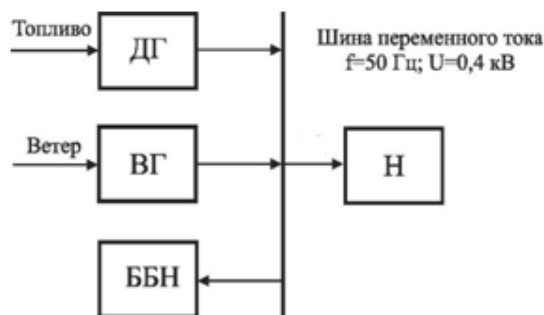 Топливо
ДГ
Шина переменного тока
f=50 Гц; U=0,4 кВ
Ветер
ВГ
Н
ББН